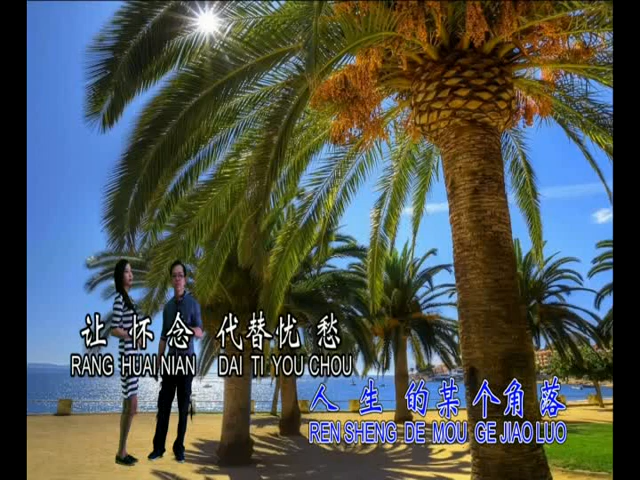 让 怀 念 代替忧 愁
RANG HUAI NIAN DAI TI YOU CHOU
人 生 的某个角落
REN SHENG DE MOU GE JIAO LUO